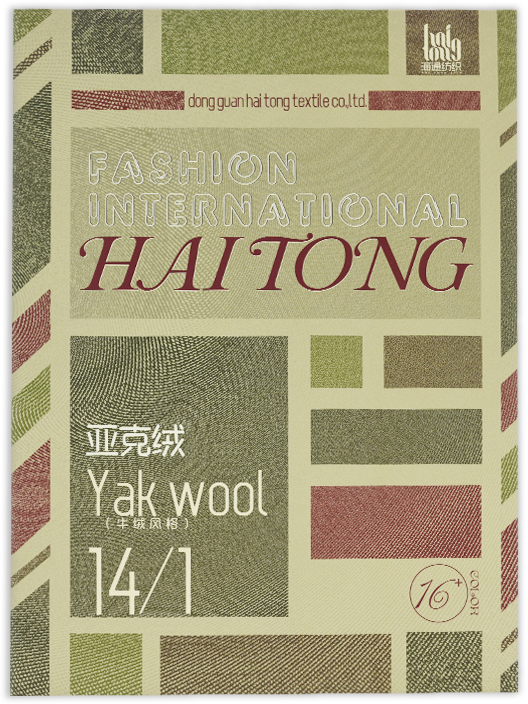 hai
tong
海通纺织
dong guan hai tong textile co.,ltd.
FASHION
INTERNATIONAL
HAITONG
亚克绒
Yak wool
(牛绒风格)
14/1
16+
COLOR